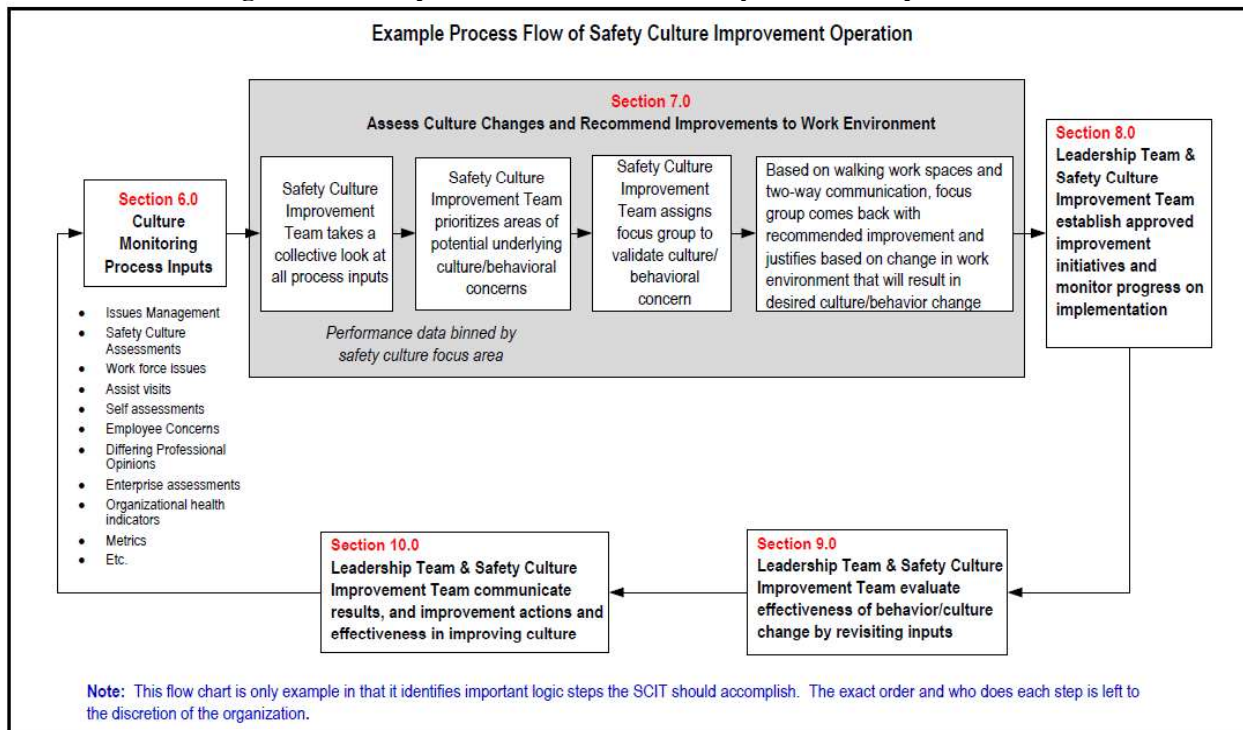 Example Process Flow of Safety Culture Improvement Operation
Section 7.0
Assess Culture Changes and Recommend Improvements to Work Environment
Section 6.0
Culture
Monitoring
Process Inputs
Safety Culture
Improvement
Team takes a
collective look at
all process inputs
Safety Culture
Improvement Team
prioritizes areas of
potential underlying
culture/behavioral
concerns
Safety Culture
Improvement
Team assigns
focus group to
validate culture/
behavioral
concern
Based on walking work spaces and
two-way communication, focus
group comes back with
recommended improvement and
justifies based on change in work
environment that will result in
desired culture/behavior change
Performance data binned by
safety culture focus area
Section 8.0
Leadership Team &
Safety Culture
Improvement Team
establish approved
improvement
initiatives and
monitor progress on
implementation
● Issues Management
● Safety Culture
Assessments
● Work force issues
● Assist visits
● Self assessments
● Employee Concerns
● Differing Professional
Opinions
● Enterprise assessments
● Organizational health
indicators
● Metrics
● Etc.
Section 10.0
Leadership Team & Safety Culture
Improvement Team communicate
results, and improvement actions and
effectiveness in improving culture
Section 9.0
Leadership Team & Safety Culture
Improvement Team evaluate
effectiveness of behavior/culture
change by revisiting inputs
Note: This flow chart is only example in that it identifies important logic steps the SCIT should accomplish. The exact order and who does each step is left to
the discretion of the organization.